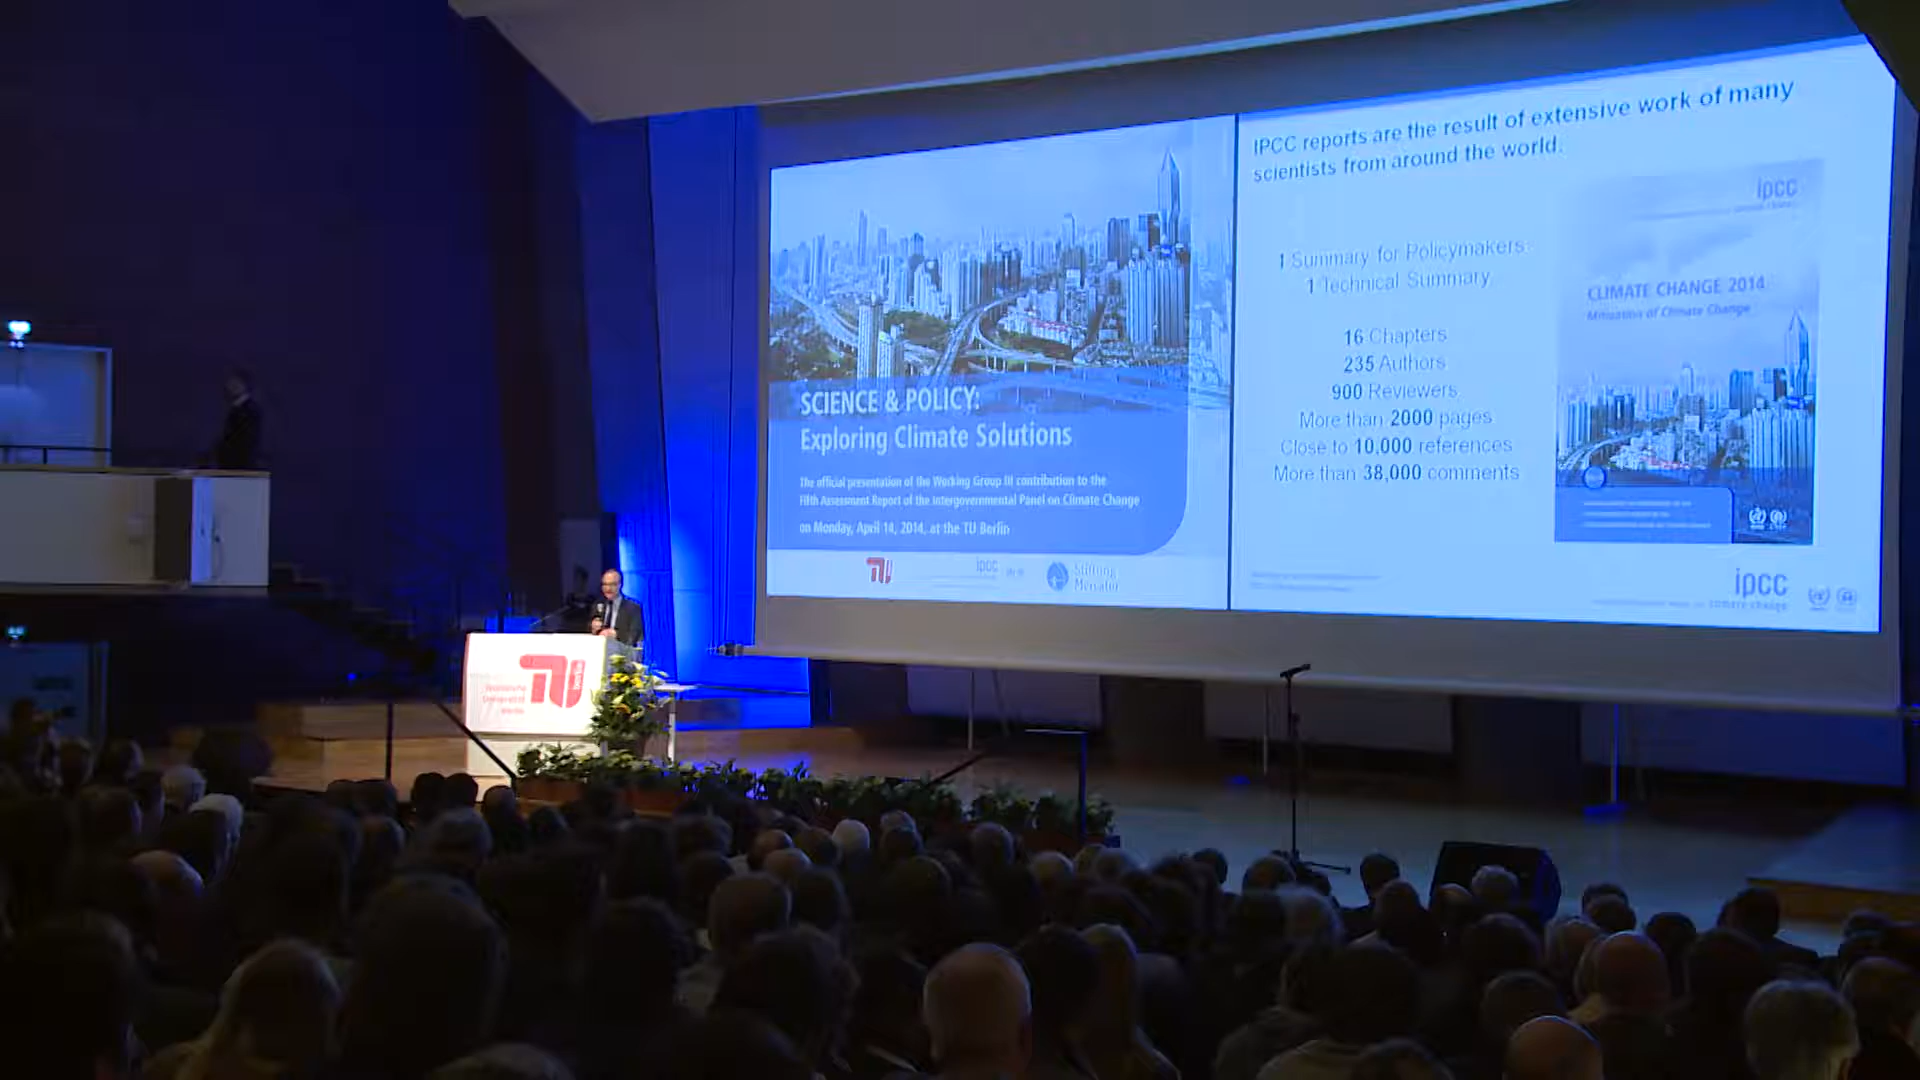 SCIENCE & POLICY:
Exploring Climate Solutions
The official presentation of the Working Group III contribution to the
Fifth Assessment Report of the Intergovernmental Panel on Climate Change
on Monday, April 14, 2014, at the TU Berlin
ipcc
Stiftung
Mercator
IPCC reports are the result of extensive work of many
scientists from around the world.
1 Summary for Policymakers
1 Technical Summary
16 Chapters
235 Authors
900 Reviewers
More than 2000 pages
Close to 10,000 references
More than 38,000 comments
ipcc
CLIMATE CHANGE 2014
Mitigation of Climate Change
ipcc
climate change
Technische
Universität
Berlin
berlin